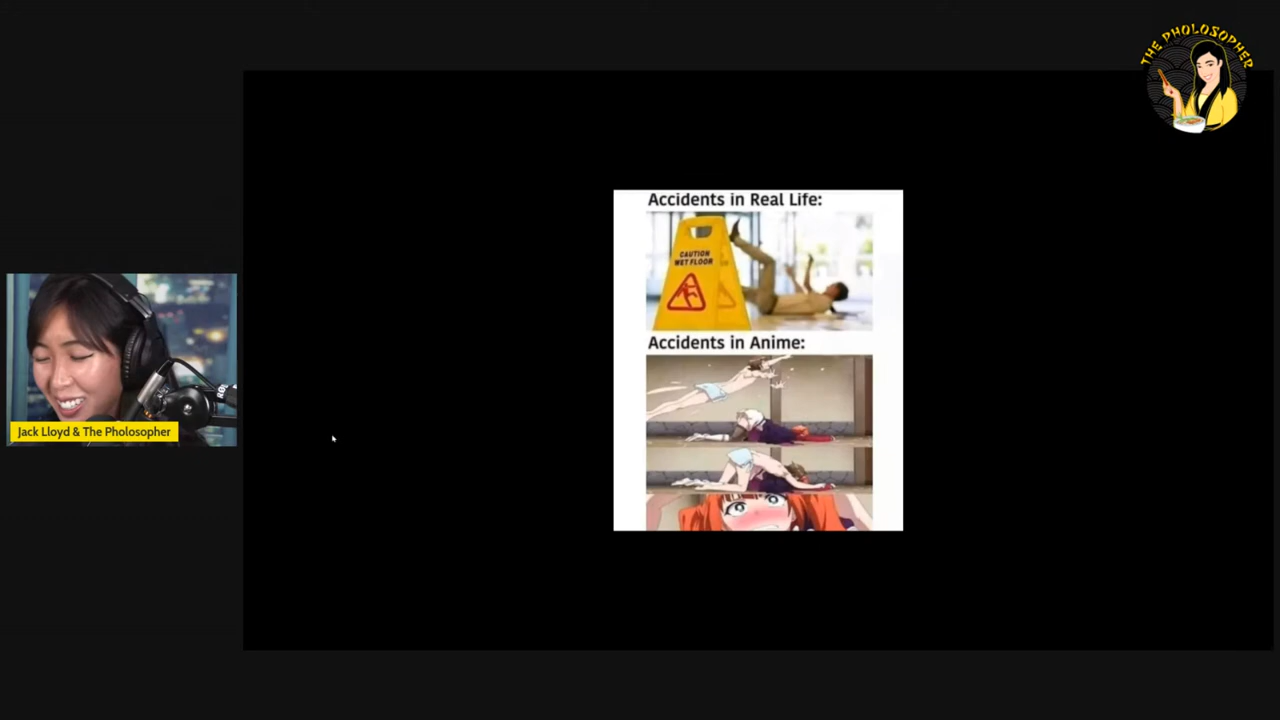 THE PHOLOSOPHER
Accidents in Real Life:
CAUTION
WET FLOOR
Accidents in Anime:
Jack Lloyd & The Pholosopher